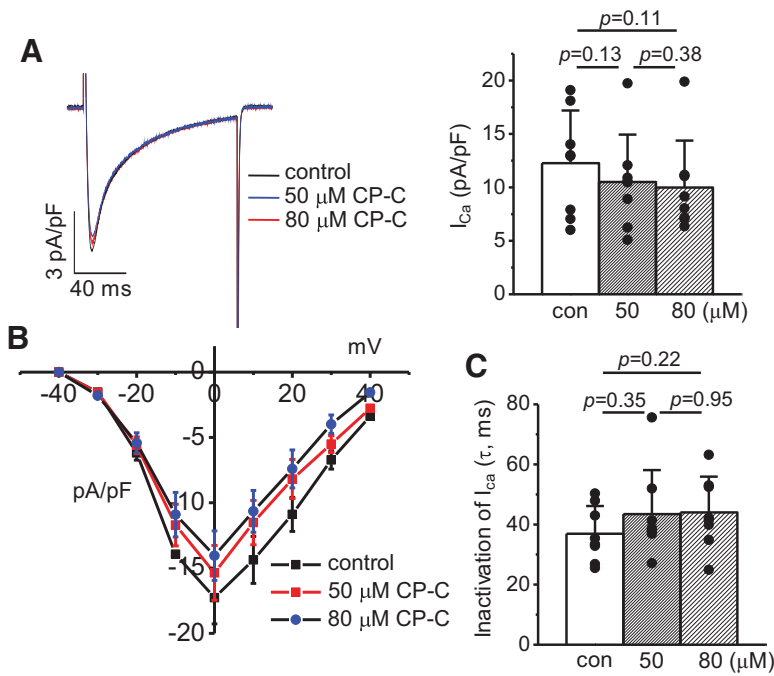 A
control
50 μM CP-C
80 μM CP-C
3 pA/pF
40 ms
p=0.11
p=0.13
p=0.38
I_Ca (pA/pF)
20
15
10
5
0
con 50 80 (μM)
B
mV
-40 -20 0 20 40
0
-5
-10
-15
-20
pA/pF
control
50 μM CP-C
80 μM CP-C
C
p=0.22
p=0.35
p=0.95
Inactivation of I_ca (τ, ms)
80
60
40
20
0
con 50 80 (μM)